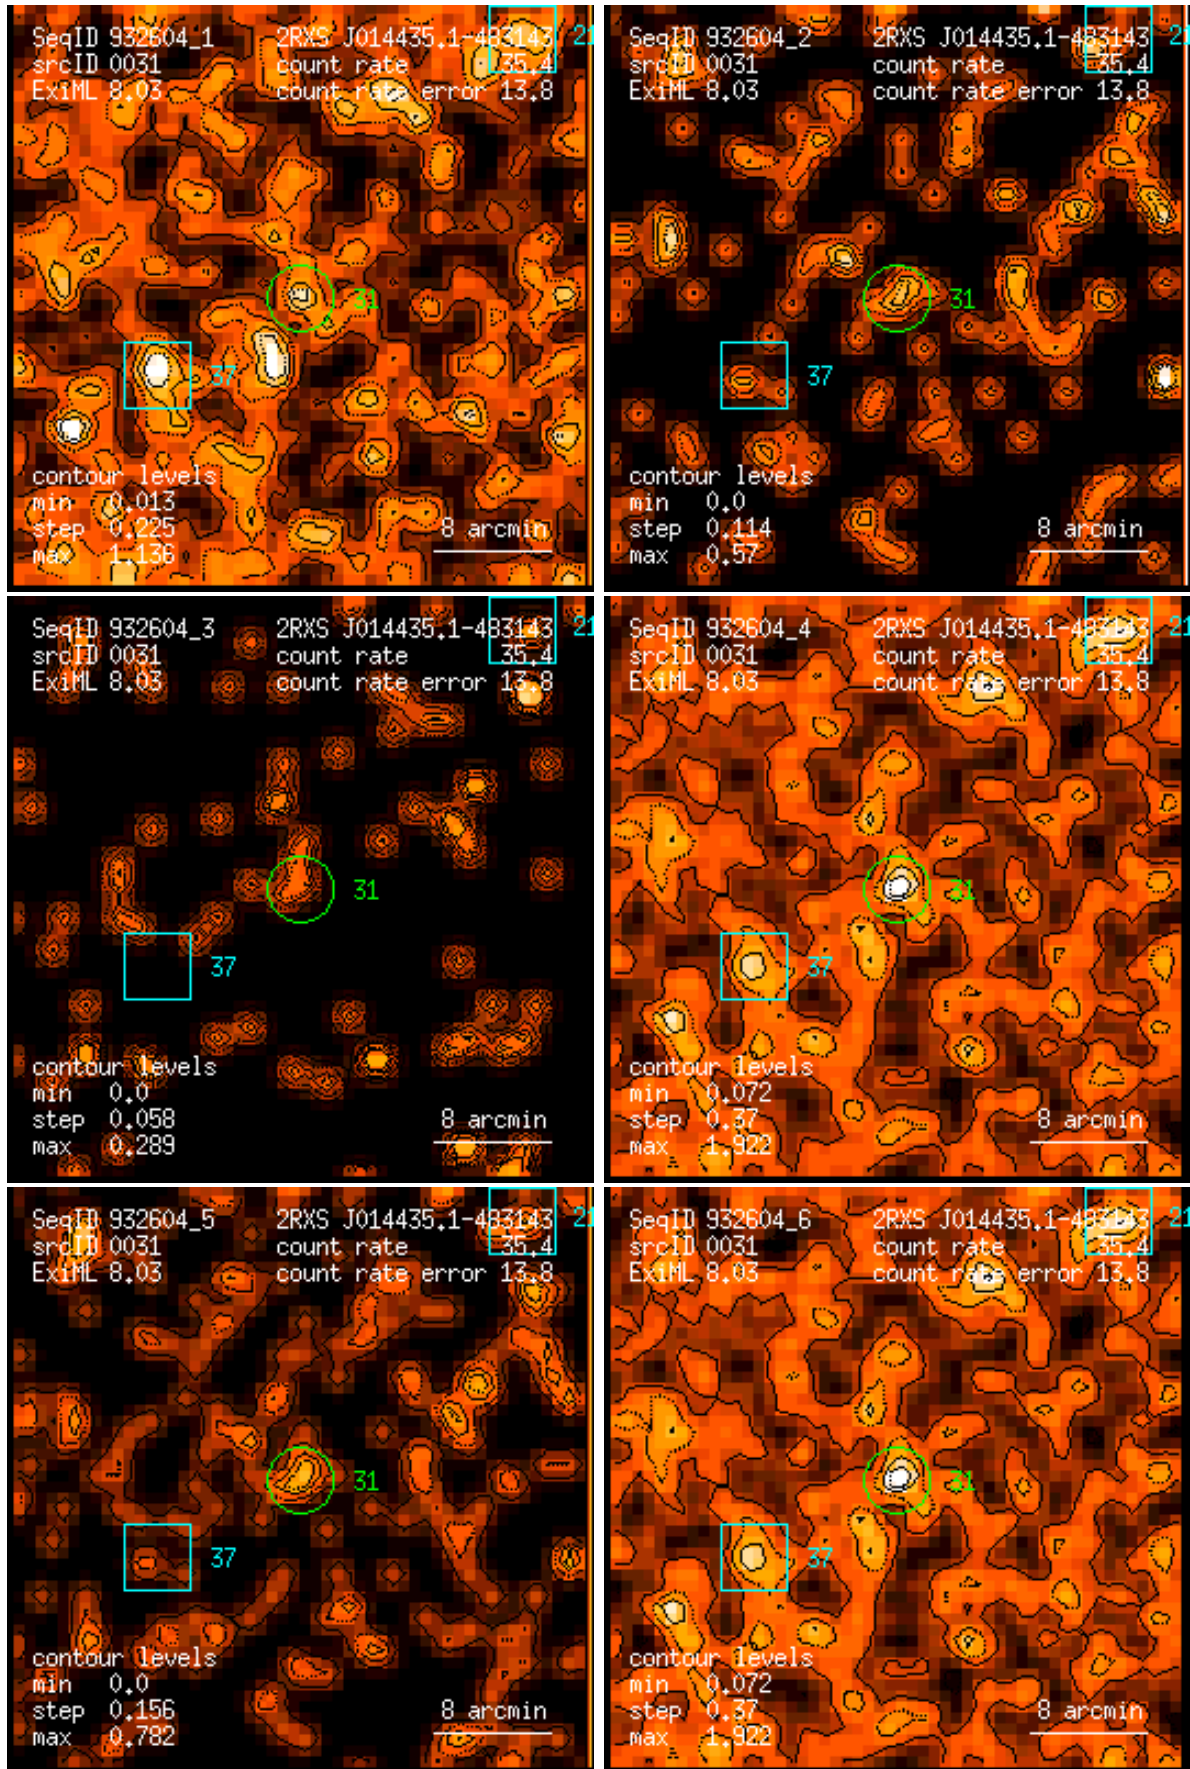 SeqID 932604_1 2RXS J014435.1-483143 21
srcID 0031 count rate 35.4
ExiML 8.03 count rate error 13.8
31
37
contour levels
min 0.013
step 0.225 8 arcmin
max 1.136
SeqID 932604_2 2RXS J014435.1-483143 21
srcID 0031 count rate 35.4
ExiML 8.03 count rate error 13.8
31
37
contour levels
min 0.0
step 0.114 8 arcmin
max 0.57
SeqID 932604_3 2RXS J014435.1-483143 21
srcID 0031 count rate 35.4
ExiML 8.03 count rate error 13.8
31
37
contour levels
min 0.0
step 0.058 8 arcmin
max 0.289
SeqID 932604_4 2RXS J014435.1-483143 21
srcID 0031 count rate 35.4
ExiML 8.03 count rate error 13.8
31
37
contour levels
min 0.072
step 0.37 8 arcmin
max 1.922
SeqID 932604_5 2RXS J014435.1-483143 21
srcID 0031 count rate 35.4
ExiML 8.03 count rate error 13.8
31
37
contour levels
min 0.0
step 0.156 8 arcmin
max 0.782
SeqID 932604_6 2RXS J014435.1-483143 21
srcID 0031 count rate 35.4
ExiML 8.03 count rate error 13.8
31
37
contour levels
min 0.072
step 0.37 8 arcmin
max 1.922